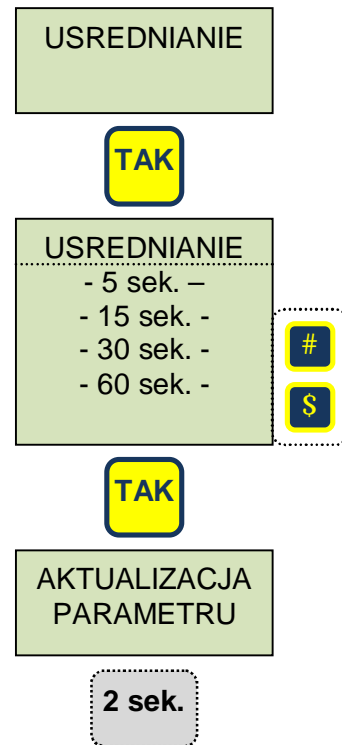 USREDNIANIE
TAK
USREDNIANIE
- 5 sek. –
- 15 sek. -
- 30 sek. -
- 60 sek. -
#
$
TAK
AKTUALIZACJA
PARAMETRU
2 sek.